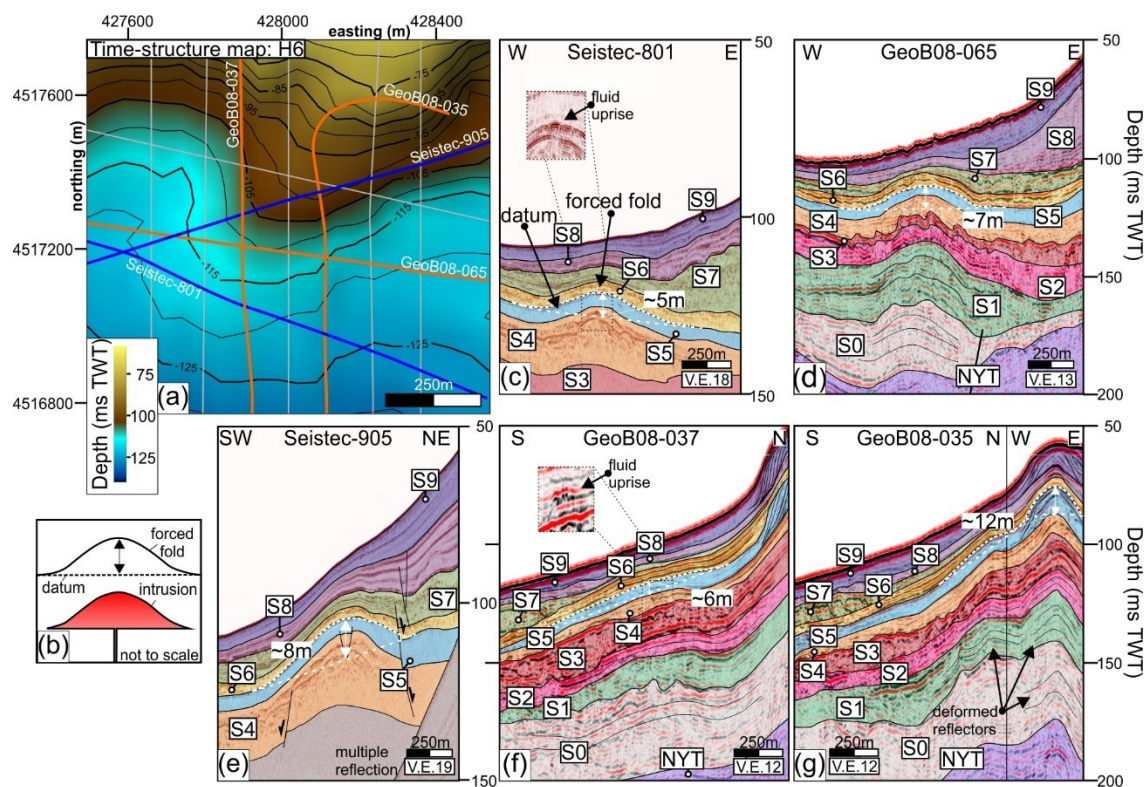 427600
428000
428400
easting (m)
Time-structure map: H6
4517600
4517200
4516800
northing (m)
GeoB08-037
GeoB08-035
Seistec-905
GeoB08-065
Seistec-801
-75
-85
-95
-85
-95
-105
-115
-115
-125
-125
250m
(a)
Depth (ms TWT)
75
100
125
(b)
forced
fold
datum
intrusion
not to scale
W
Seistec-801
E
50
100
150
fluid
uprise
datum
forced fold
S9
S8
S6
S7
~5m
S4
S5
S3
250m
V.E.18
(c)
W
GeoB08-065
E
50
100
150
200
Depth (ms TWT)
S9
S8
S7
S6
~7m
S4
S5
S3
S2
S1
S0
NYT
250m
V.E.13
(d)
SW
Seistec-905
NE
50
100
150
S9
S8
S7
~8m
S6
S5
S4
multiple
reflection
250m
V.E.19
(e)
S
GeoB08-037
N
fluid
uprise
S8
S9
S6
S7
~6m
S5
S4
S3
S2
S1
S0
NYT
250m
V.E.12
(f)
S
GeoB08-035
N
W
E
50
100
150
200
Depth (ms TWT)
~12m
S9
S8
S7
S6
S5
S4
S3
S2
S1
S0
deformed
reflectors
NYT
250m
V.E.12
(g)